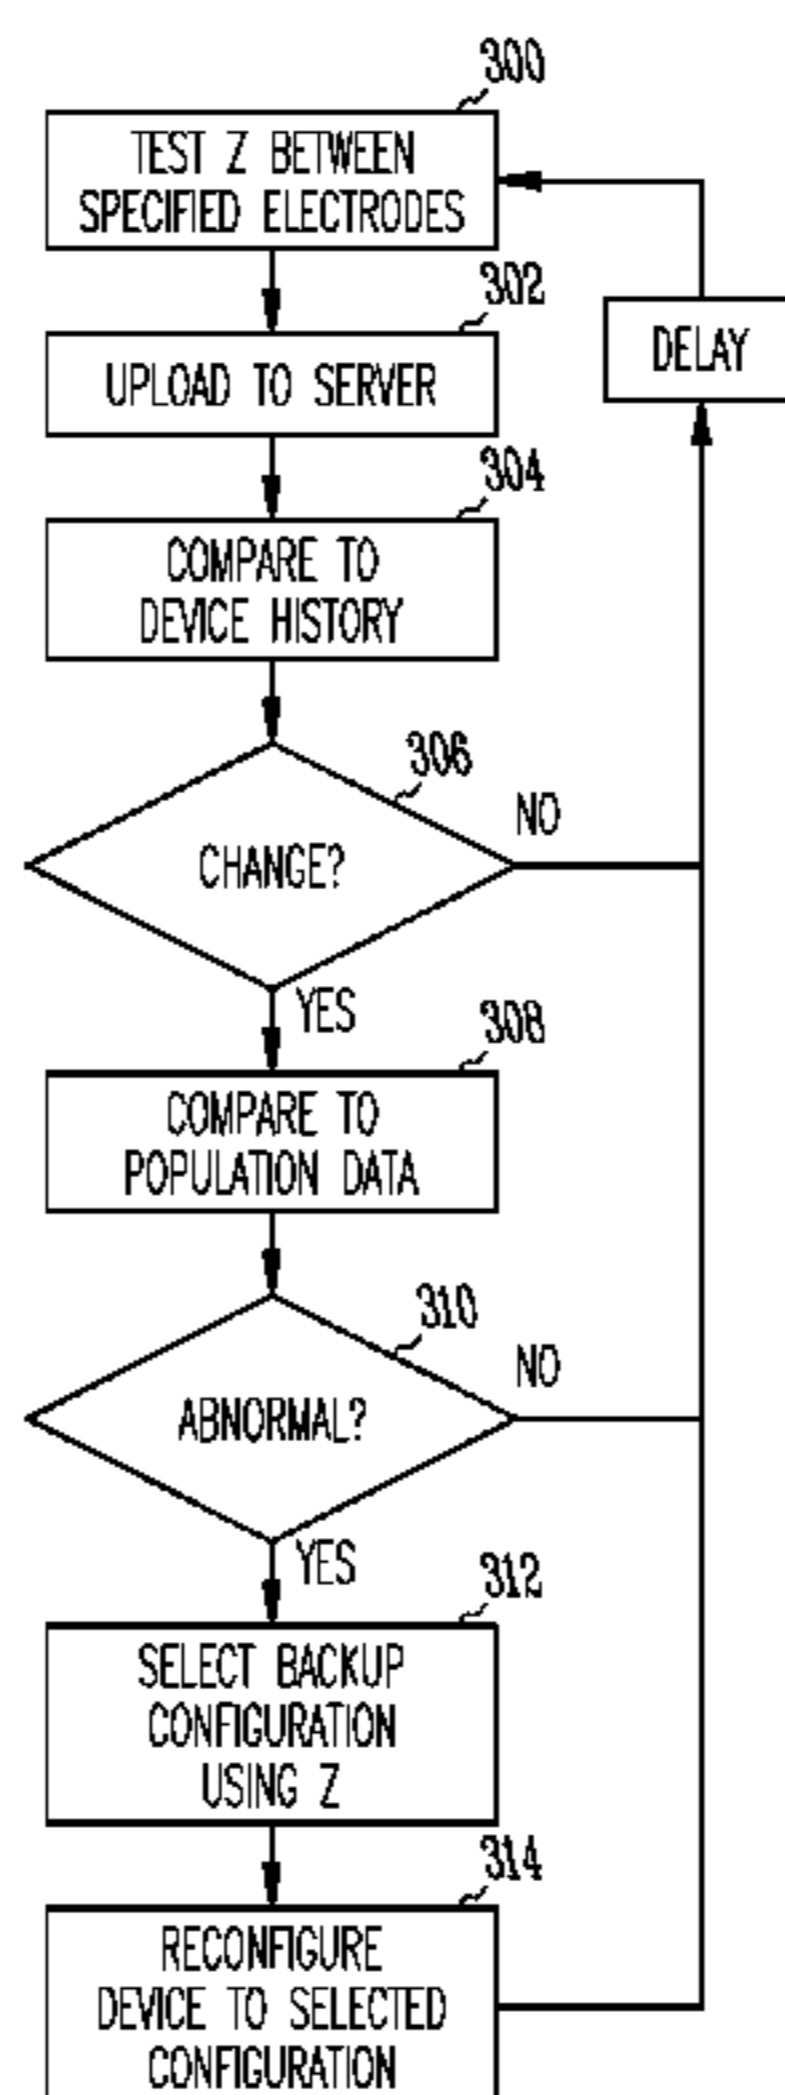 300
TEST Z BETWEEN
SPECIFIED ELECTRODES
302
DELAY
UPLOAD TO SERVER
304
COMPARE TO
DEVICE HISTORY
306
NO
CHANGE?
YES
308
COMPARE TO
POPULATION DATA
310
NO
ABNORMAL?
YES
312
SELECT BACKUP
CONFIGURATION
USING Z
314
RECONFIGURE
DEVICE TO SELECTED
CONFIGURATION